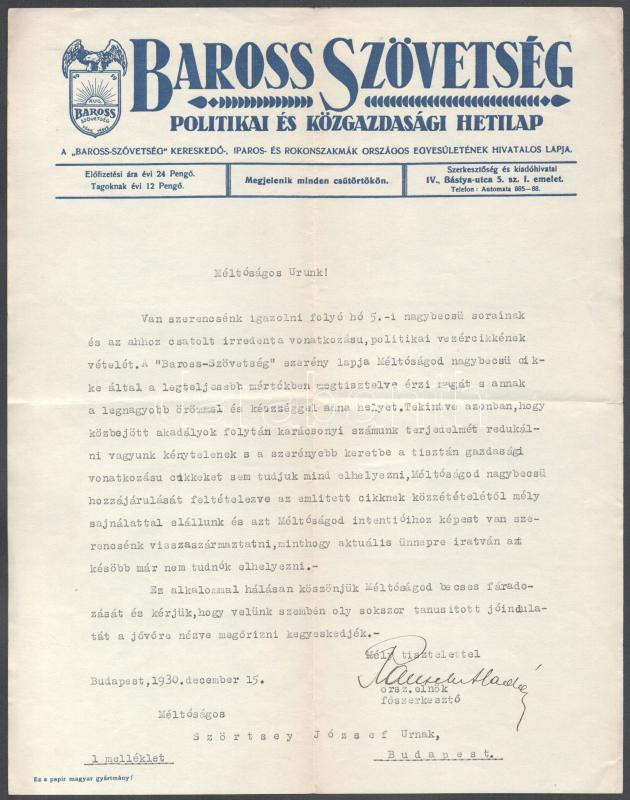 BAROSS SZÖVETSÉG
POLITIKAI ÉS KÖZGAZDASÁGI HETILAP
BAROSS
SZÖVETSÉG
A „BAROSS-SZÖVETSÉG" KERESKEDŐ-, IPAROS- ÉS ROKONSZAKMÁK ORSZÁGOS EGYESÜLETÉNEK HIVATALOS LAPJA.
Előfizetési ára évi 24 Pengő.
Tagoknak évi 12 Pengő.
Megjelenik minden csütörtökön.
Szerkesztőség és kiadóhivatal
IV., Bástya-utca 5. sz. I. emelet.
Telefon: Automata 885—88.
Méltóságos Urunk!
Van szerencsénk igazolni folyó hó 5.-i nagybecsü sorainak
és az ahhoz csatolt irredenta vonatkozásu, politikai vezércikkének
vételét. A "Baross-Szövetség" szerény lapja Méltóságod nagybecsü cik-
ke által a legteljesebb mértékben megtisztelve érzi magát s annak
a legnagyobb örömmel és készséggel adna helyet. Tekintve azonban, hogy
közbejött akadályok folytán karácsonyi számunk terjedelmét redukál-
ni vagyunk kénytelenek s a szerényebb keretbe a tisztán gazdasági
vonatkozásu cikkeket sem tudjuk mind elhelyezni, Méltóságod nagybecsü
hozzájárulását feltételezve az emlitett cikknek közzétételétől mély
sajnálattal elállunk és azt Méltóságod intentióihoz képest van sze-
rencsénk visszaszármaztatni, minthogy aktuális ünnepre iratván azt
később már nem tudnók elhelyezni.-
Ez alkalommal hálásan köszönjük Méltóságod becses fárado-
zását és kérjük, hogy velünk szemben oly sokszor tanusitott jóindula-
tát a jövőre nézve megőrizni kegyeskedjék.-
Mély tisztelettel
Budapest, 1930. december 15.
orsz. elnök
főszerkesztő
Méltóságos
Szörtsey József Urnak,
1 melléklet
Budapest.
Ez a papir magyar gyártmány!